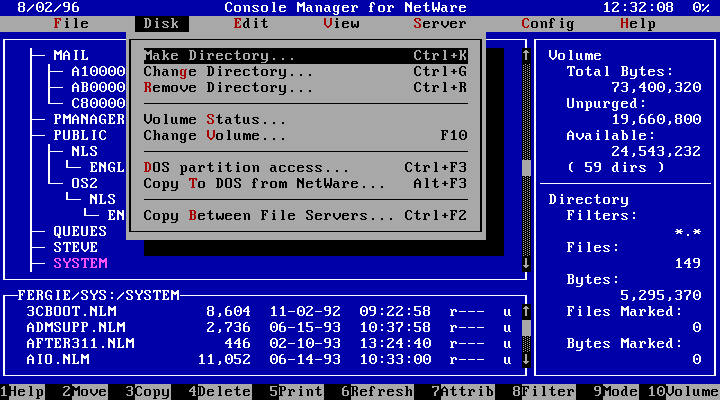 8/02/96 Console Manager for NetWare 12:32:08 0%
File Disk Edit View Server Config Help
MAIL
A10000
AB0000
C80000
PMANAGER
PUBLIC
NLS
ENGL
OS2
NLS
EN
QUEUES
STEVE
SYSTEM
Make Directory... Ctrl+K
Change Directory... Ctrl+G
Remove Directory... Ctrl+R
Volume Status...
Change Volume... F10
DOS partition access... Ctrl+F3
Copy To DOS from NetWare... Alt+F3
Copy Between File Servers... Ctrl+F2
Volume
Total Bytes:
73,400,320
Unpurged:
19,660,800
Available:
24,543,232
( 59 dirs )
Directory
Filters:
*.*
Files:
149
Bytes:
5,295,370
Files Marked:
0
Bytes Marked:
0
FERGIE/SYS:/SYSTEM
3CBOOT.NLM 8,604 11-02-92 09:22:58 r--- u
ADMSUPP.NLM 2,736 06-15-93 10:37:58 r--- u
AFTER311.NLM 446 02-10-93 13:24:40 r--- u
AIO.NLM 11,052 06-14-93 10:33:00 r--- u
1Help 2Move 3Copy 4Delete 5Print 6Refresh 7Attrib 8Filter 9Mode 10Volume